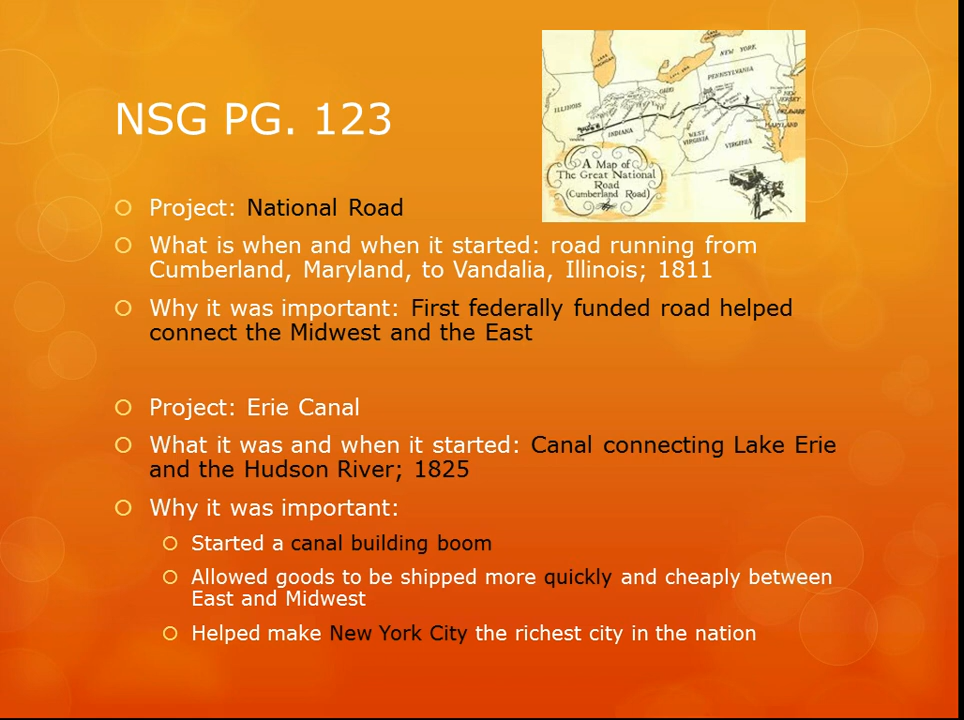 NSG PG. 123
NEW YORK
PENNSYLVANIA
ILLINOIS
OHIO
INDIANA
NEW JERSEY
DELAWARE
MARYLAND
WEST
VIRGINIA
VIRGINIA
A Map of
The Great National
Road
(Cumberland Road)
Project: National Road
What is when and when it started: road running from
Cumberland, Maryland, to Vandalia, Illinois; 1811
Why it was important: First federally funded road helped
connect the Midwest and the East
Project: Erie Canal
What it was and when it started: Canal connecting Lake Erie
and the Hudson River; 1825
Why it was important:
Started a canal building boom
Allowed goods to be shipped more quickly and cheaply between
East and Midwest
Helped make New York City the richest city in the nation